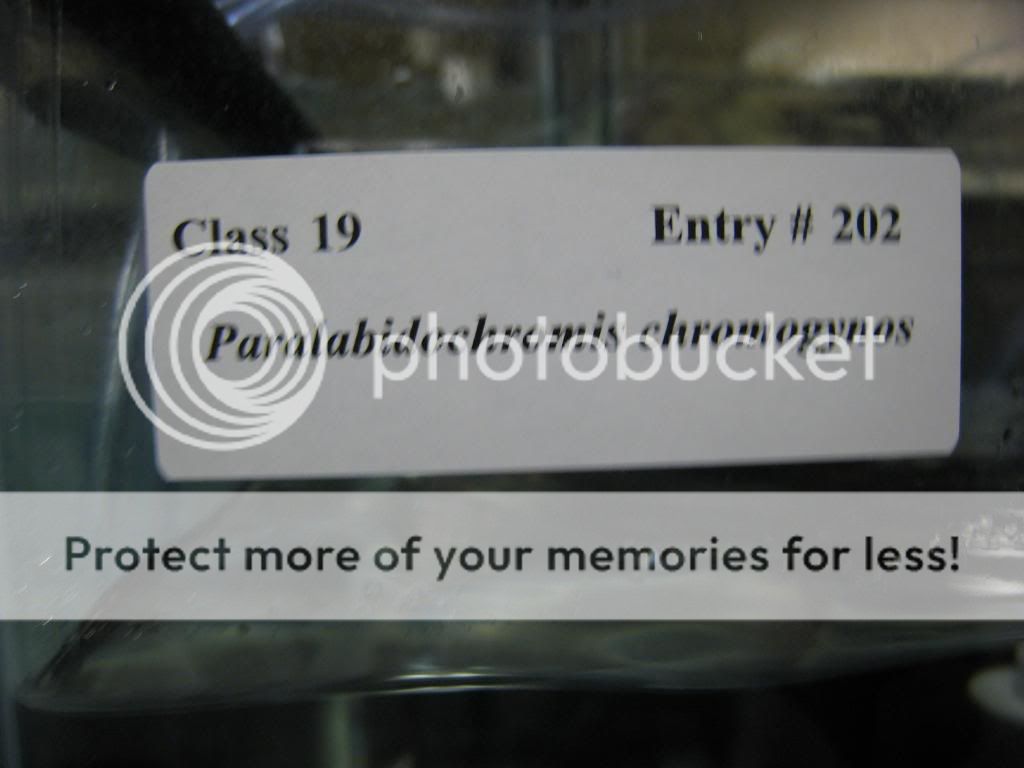 Class 19 Entry # 202
Paralabidochromis chromogynos
photobucket
Protect more of your memories for less!